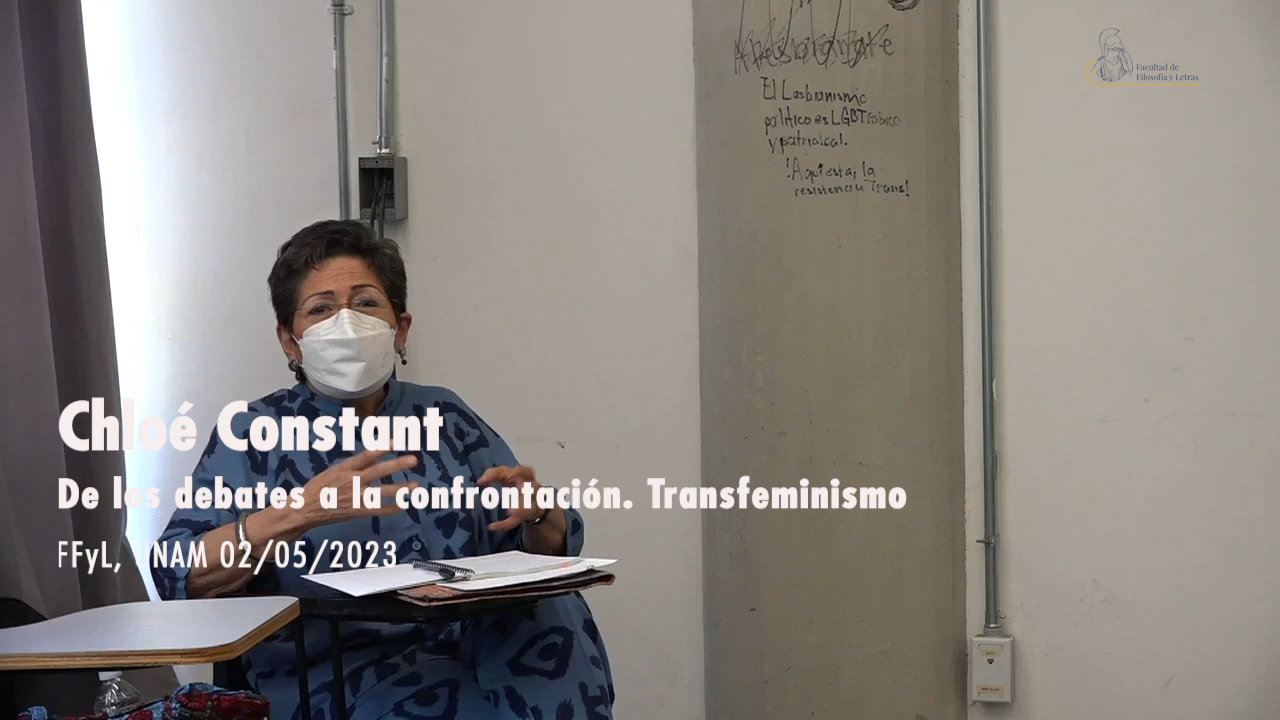 El Lesbianismo
político es LGBTfóbico
y patriarcal.
!Aquí esta, la
resistencia Trans!
Facultad de
Filosofía y Letras
Chloé Constant
De los debates a la confrontación. Transfeminismo
FFyL, UNAM 02/05/2023